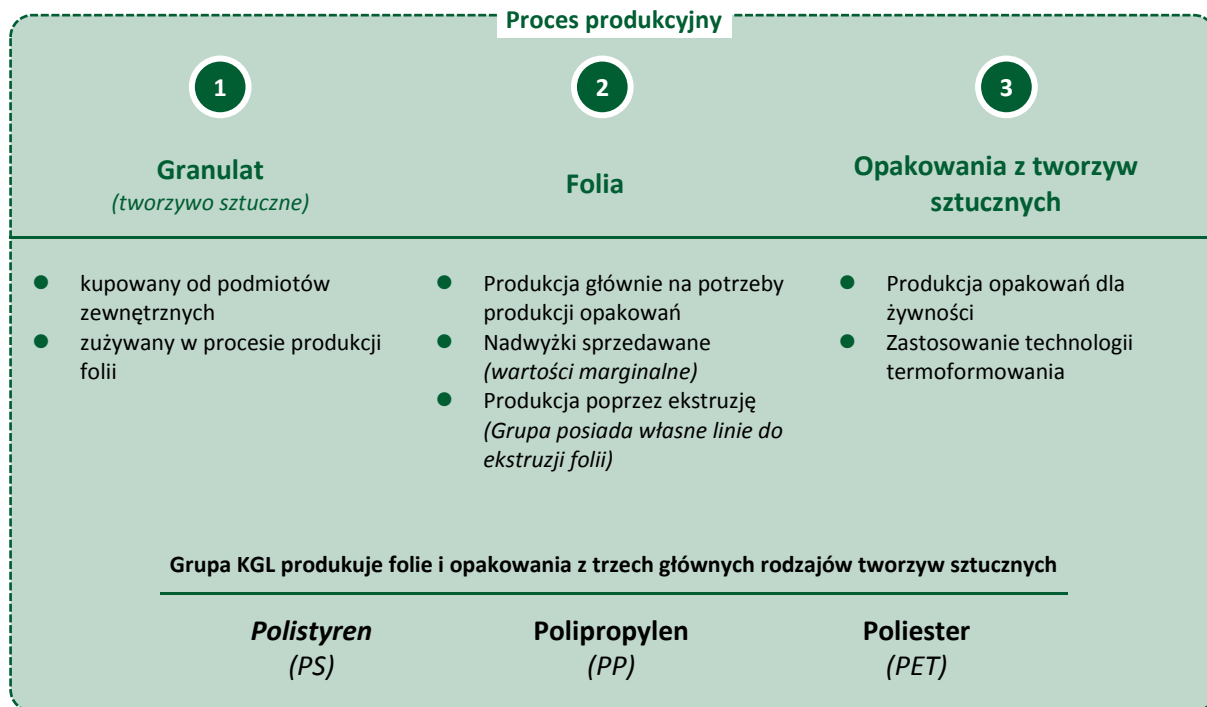 Proces produkcyjny
1
Granulat
(tworzywo sztuczne)
● kupowany od podmiotów
zewnętrznych
● zużywany w procesie produkcji
folii
2
Folia
● Produkcja głównie na potrzeby
produkcji opakowań
● Nadwyżki sprzedawane
(wartości marginalne)
● Produkcja poprzez ekstruzję
(Grupa posiada własne linie do
ekstruzji folii)
3
Opakowania z tworzyw
sztucznych
● Produkcja opakowań dla
żywności
● Zastosowanie technologii
termoformowania
Grupa KGL produkuje folie i opakowania z trzech głównych rodzajów tworzyw sztucznych
Polistyren
(PS)
Polipropylen
(PP)
Poliester
(PET)